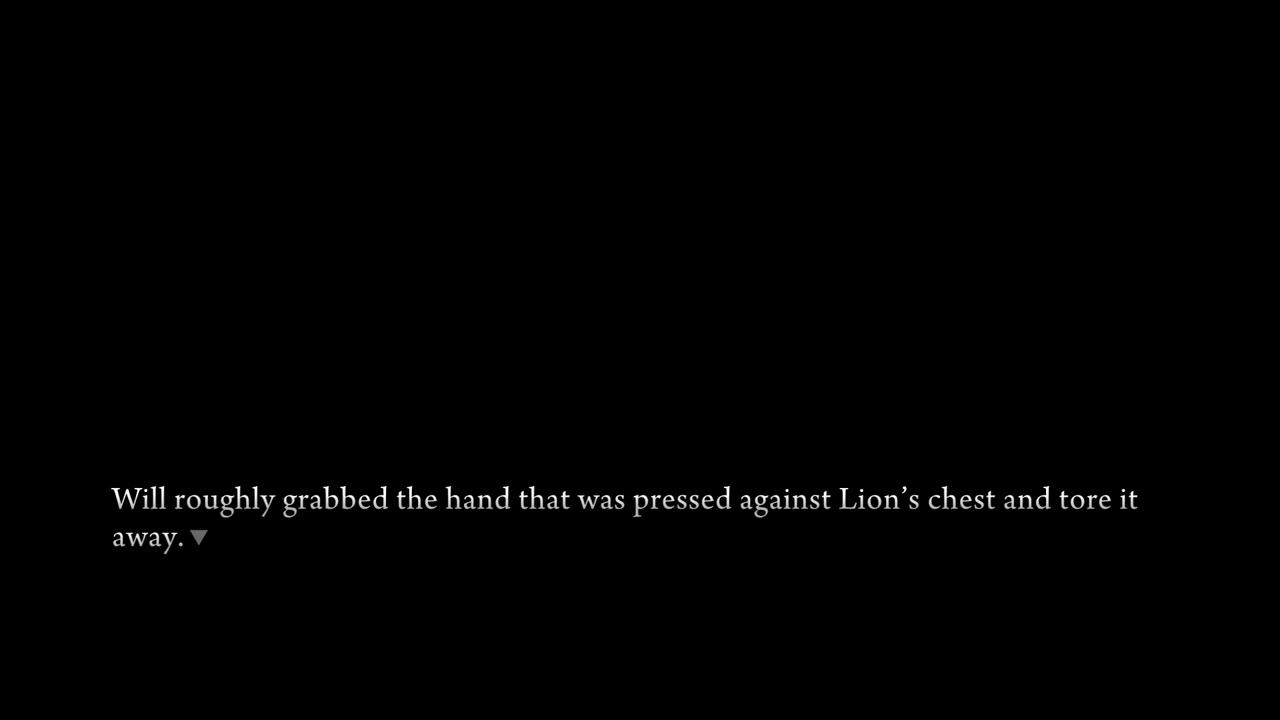 Will roughly grabbed the hand that was pressed against Lion’s chest and tore it
away.